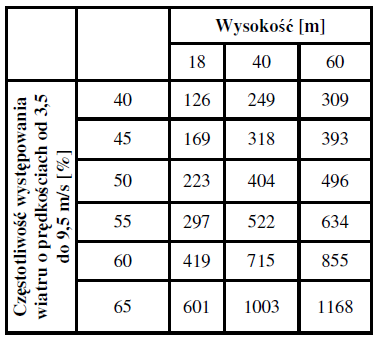 Wysokość [m]
18 40 60
Częstotliwość występowania
wiatru o prędkościach od 3,5
do 9,5 m/s [%]
40 126 249 309
45 169 318 393
50 223 404 496
55 297 522 634
60 419 715 855
65 601 1003 1168